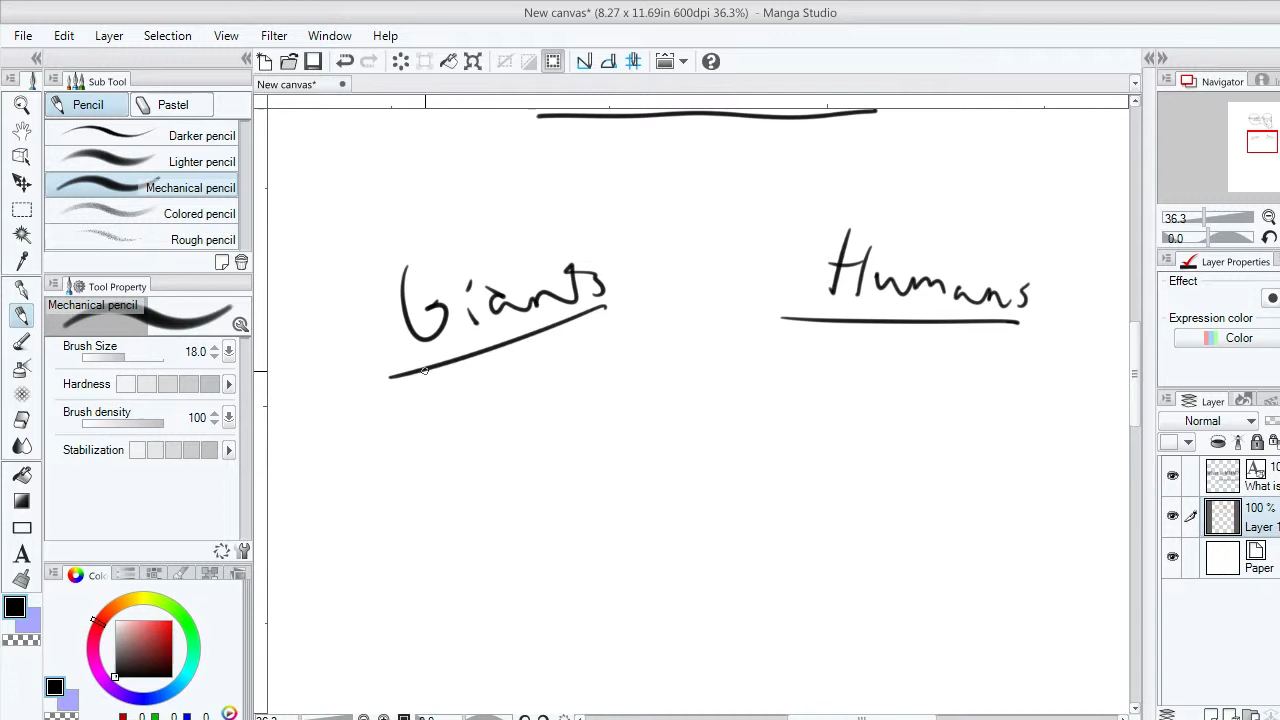 New canvas* (8.27 x 11.69in 600dpi 36.3%) - Manga Studio
File Edit Layer Selection View Filter Window Help
New canvas*
Sub Tool
Navigator
Pencil Pastel
Darker pencil
Lighter pencil
Mechanical pencil
Colored pencil
Rough pencil
Tool Property
Mechanical pencil
Brush Size 18.0
Hardness
Brush density 100
Stabilization
Giants
Humans
36.3
0.0
Layer Properties
Effect
Expression color
Color
Layer
Normal
What is
100 %
Layer 1
Paper